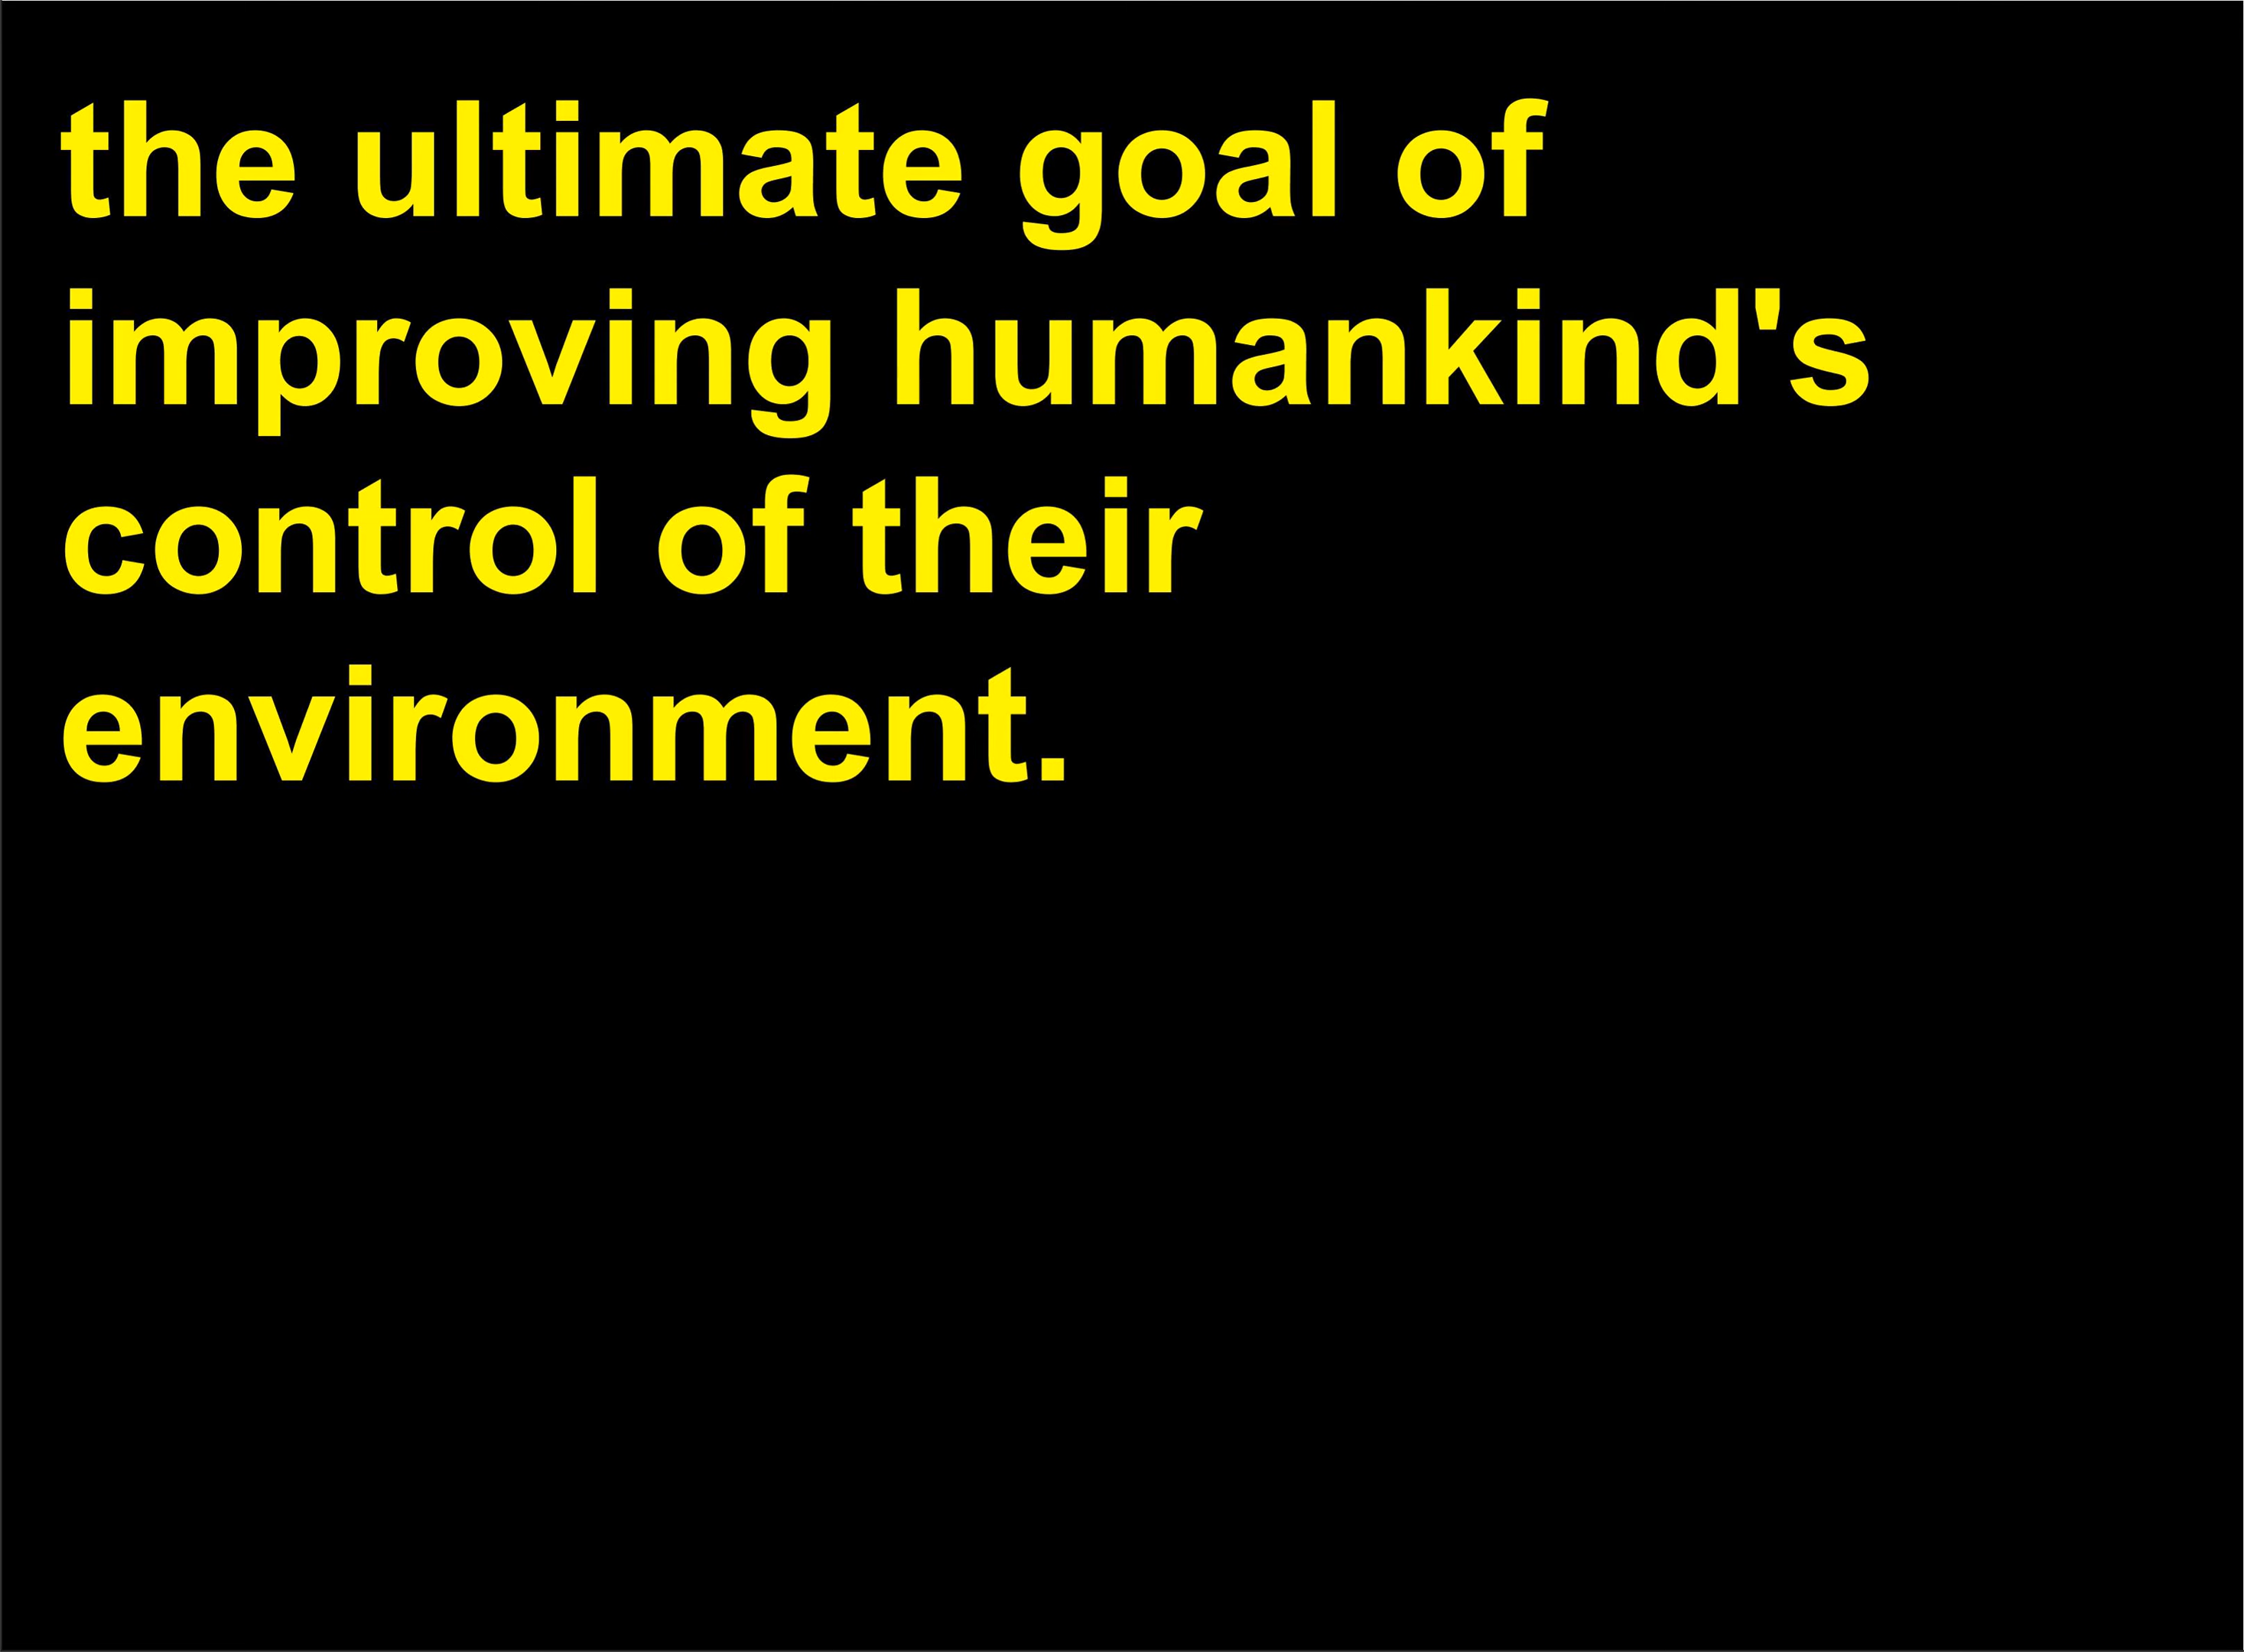 the ultimate goal of
improving humankind's
control of their
environment.